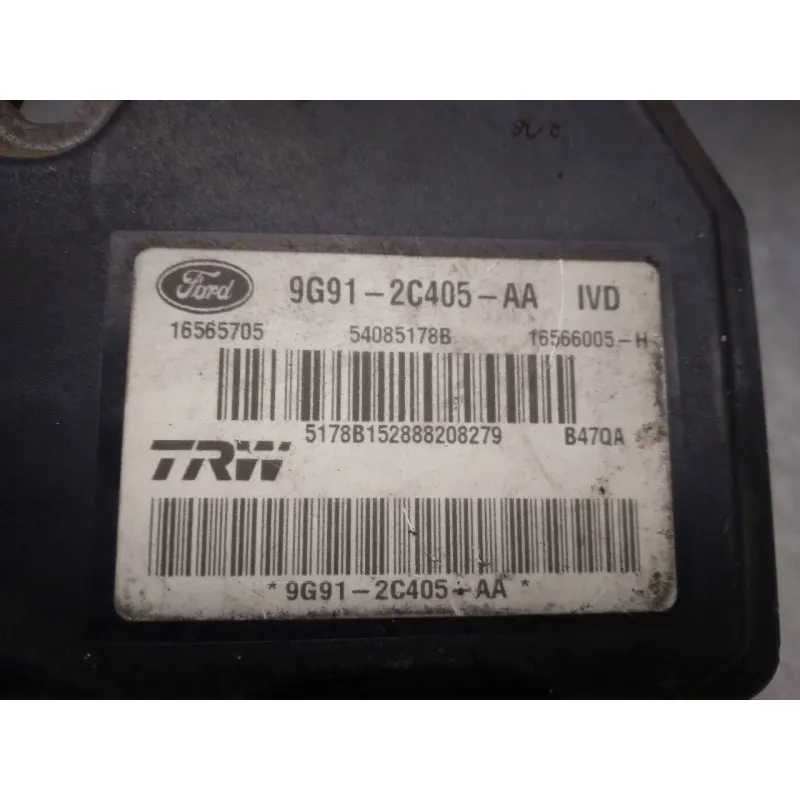 Ford 9G91-2C405-AA IVD
16565705 54085178B 16566005-H
5178B152888208279 B47QA
TRW
*9G91-2C405-AA*